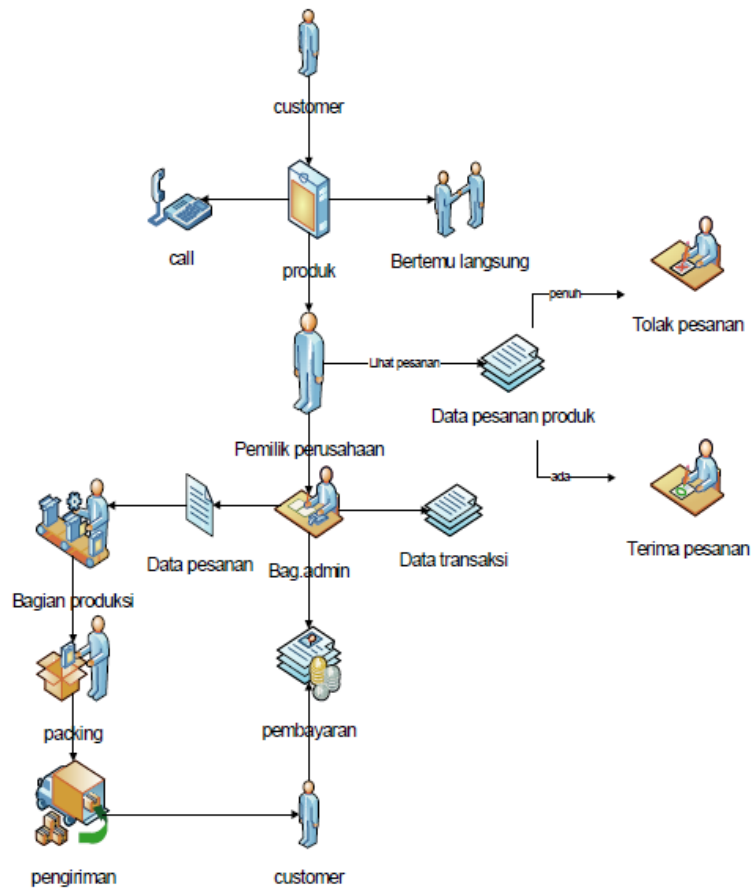 customer
call
produk
Bertemu langsung
penuh
Tolak pesanan
Lihat pesanan
Data pesanan produk
Pemilik perusahaan
ada
Terima pesanan
Data pesanan
Bag.admin
Data transaksi
Bagian produksi
packing
pembayaran
pengiriman
customer